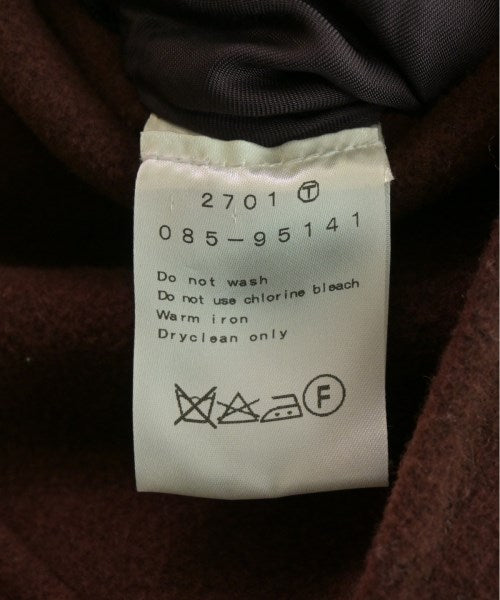 2701 Ⓣ
085-95141
Do not wash
Do not use chlorine bleach
Warm iron
Dryclean only
F